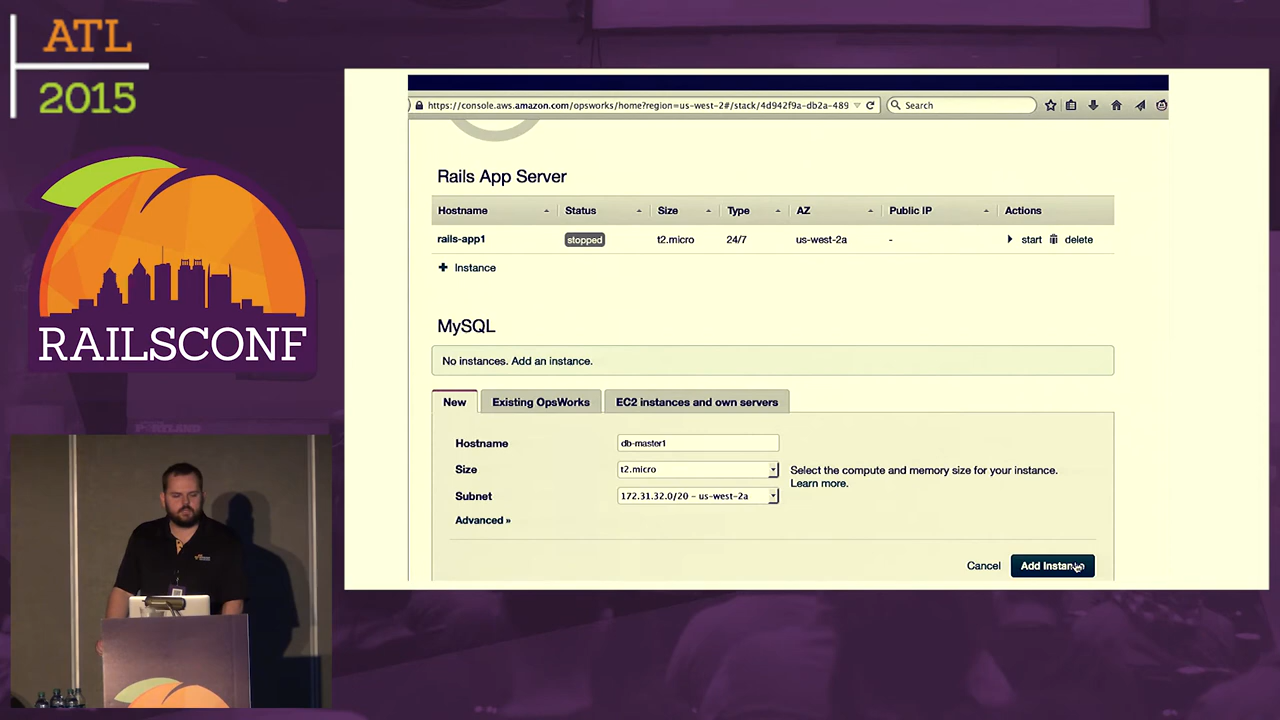 ATL
2015
RAILSCONF
https://console.aws.amazon.com/opsworks/home?region=us-west-2#/stack/4d942f9a-db2a-489
Search
Rails App Server
Hostname Status Size Type AZ Public IP Actions
rails-app1 stopped t2.micro 24/7 us-west-2a - start delete
+ Instance
MySQL
No instances. Add an instance.
New Existing OpsWorks EC2 instances and own servers
Hostname db-master1
Size t2.micro Select the compute and memory size for your instance.
Learn more.
Subnet 172.31.32.0/20 - us-west-2a
Advanced »
Cancel Add Instance